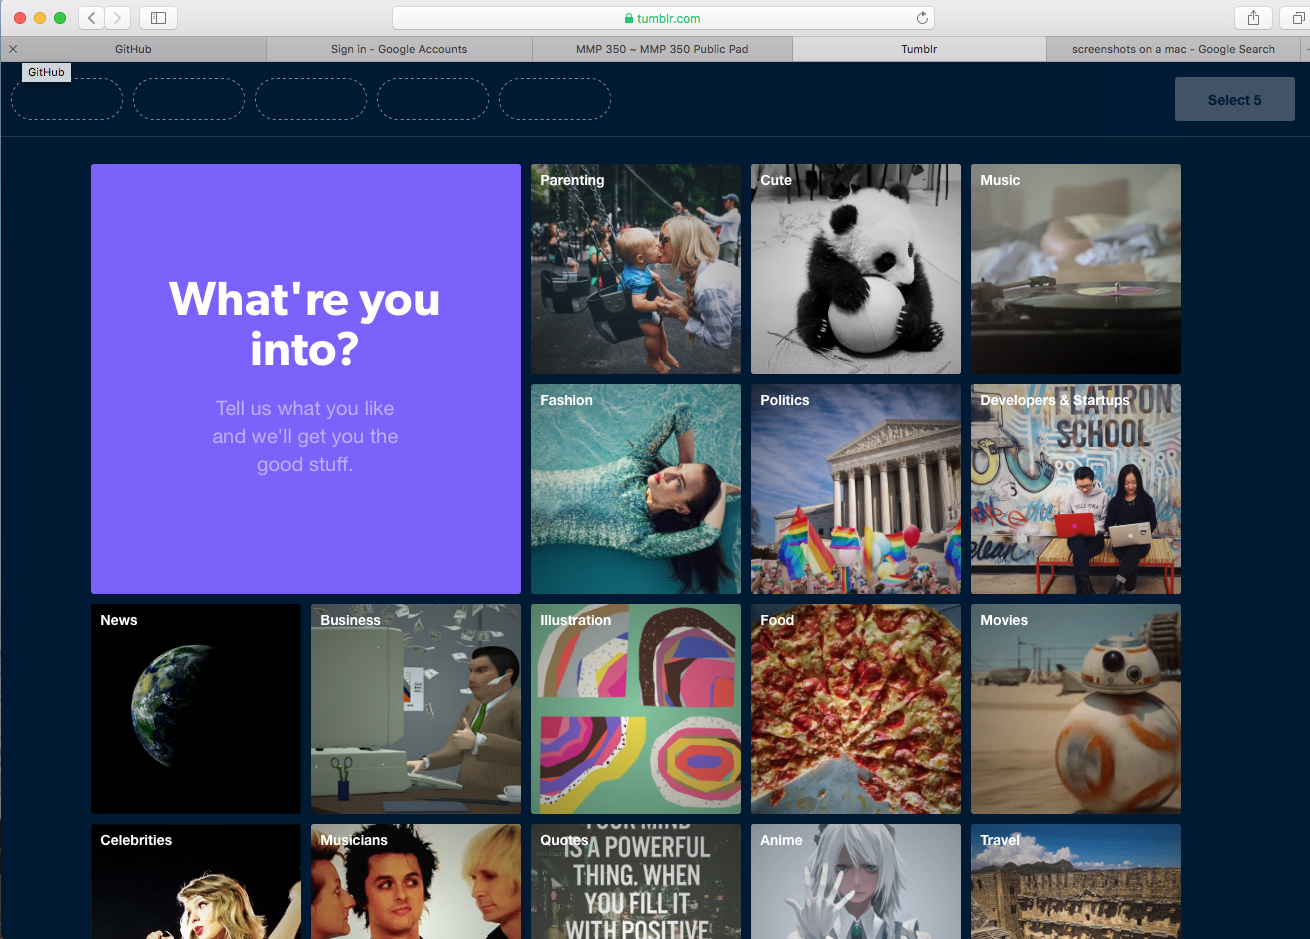 tumblr.com
GitHub
Sign in - Google Accounts
MMP 350 ~ MMP 350 Public Pad
Tumblr
screenshots on a mac - Google Search
GitHub
Select 5
What're you
into?
Tell us what you like
and we'll get you the
good stuff.
Parenting
Cute
Music
Fashion
Politics
Developers & Startups
FLATIRON
SCHOOL
News
Business
Illustration
Food
Movies
Celebrities
Musicians
Quotes
YOUR MIND
IS A POWERFUL
THING. WHEN
YOU FILL IT
WITH POSITIVE
Anime
Travel